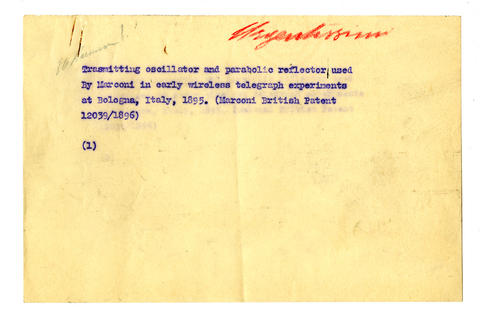 Urgentissimo
Trasmitting oscillator and parabolic reflector, used
By Marconi in early wireless telegraph experiments
at Bologna, Italy, 1895. (Marconi British Patent
12039/1896)
(1)